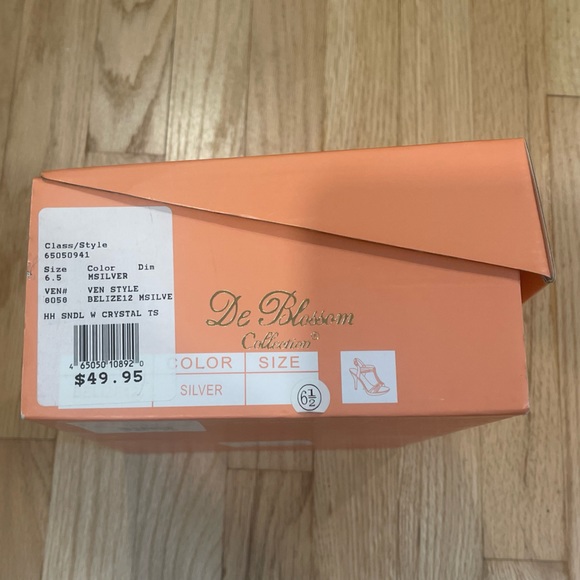 Class/Style
65050941
Size Color Dim
6.5 MSILVER
VEN# VEN STYLE
8050 BELIZE12 MSILVE
HH SNDL W CRYSTAL TS
4 65050 10892 0
$49.95
De Blossom
Collection®
COLOR SIZE
SILVER
6½